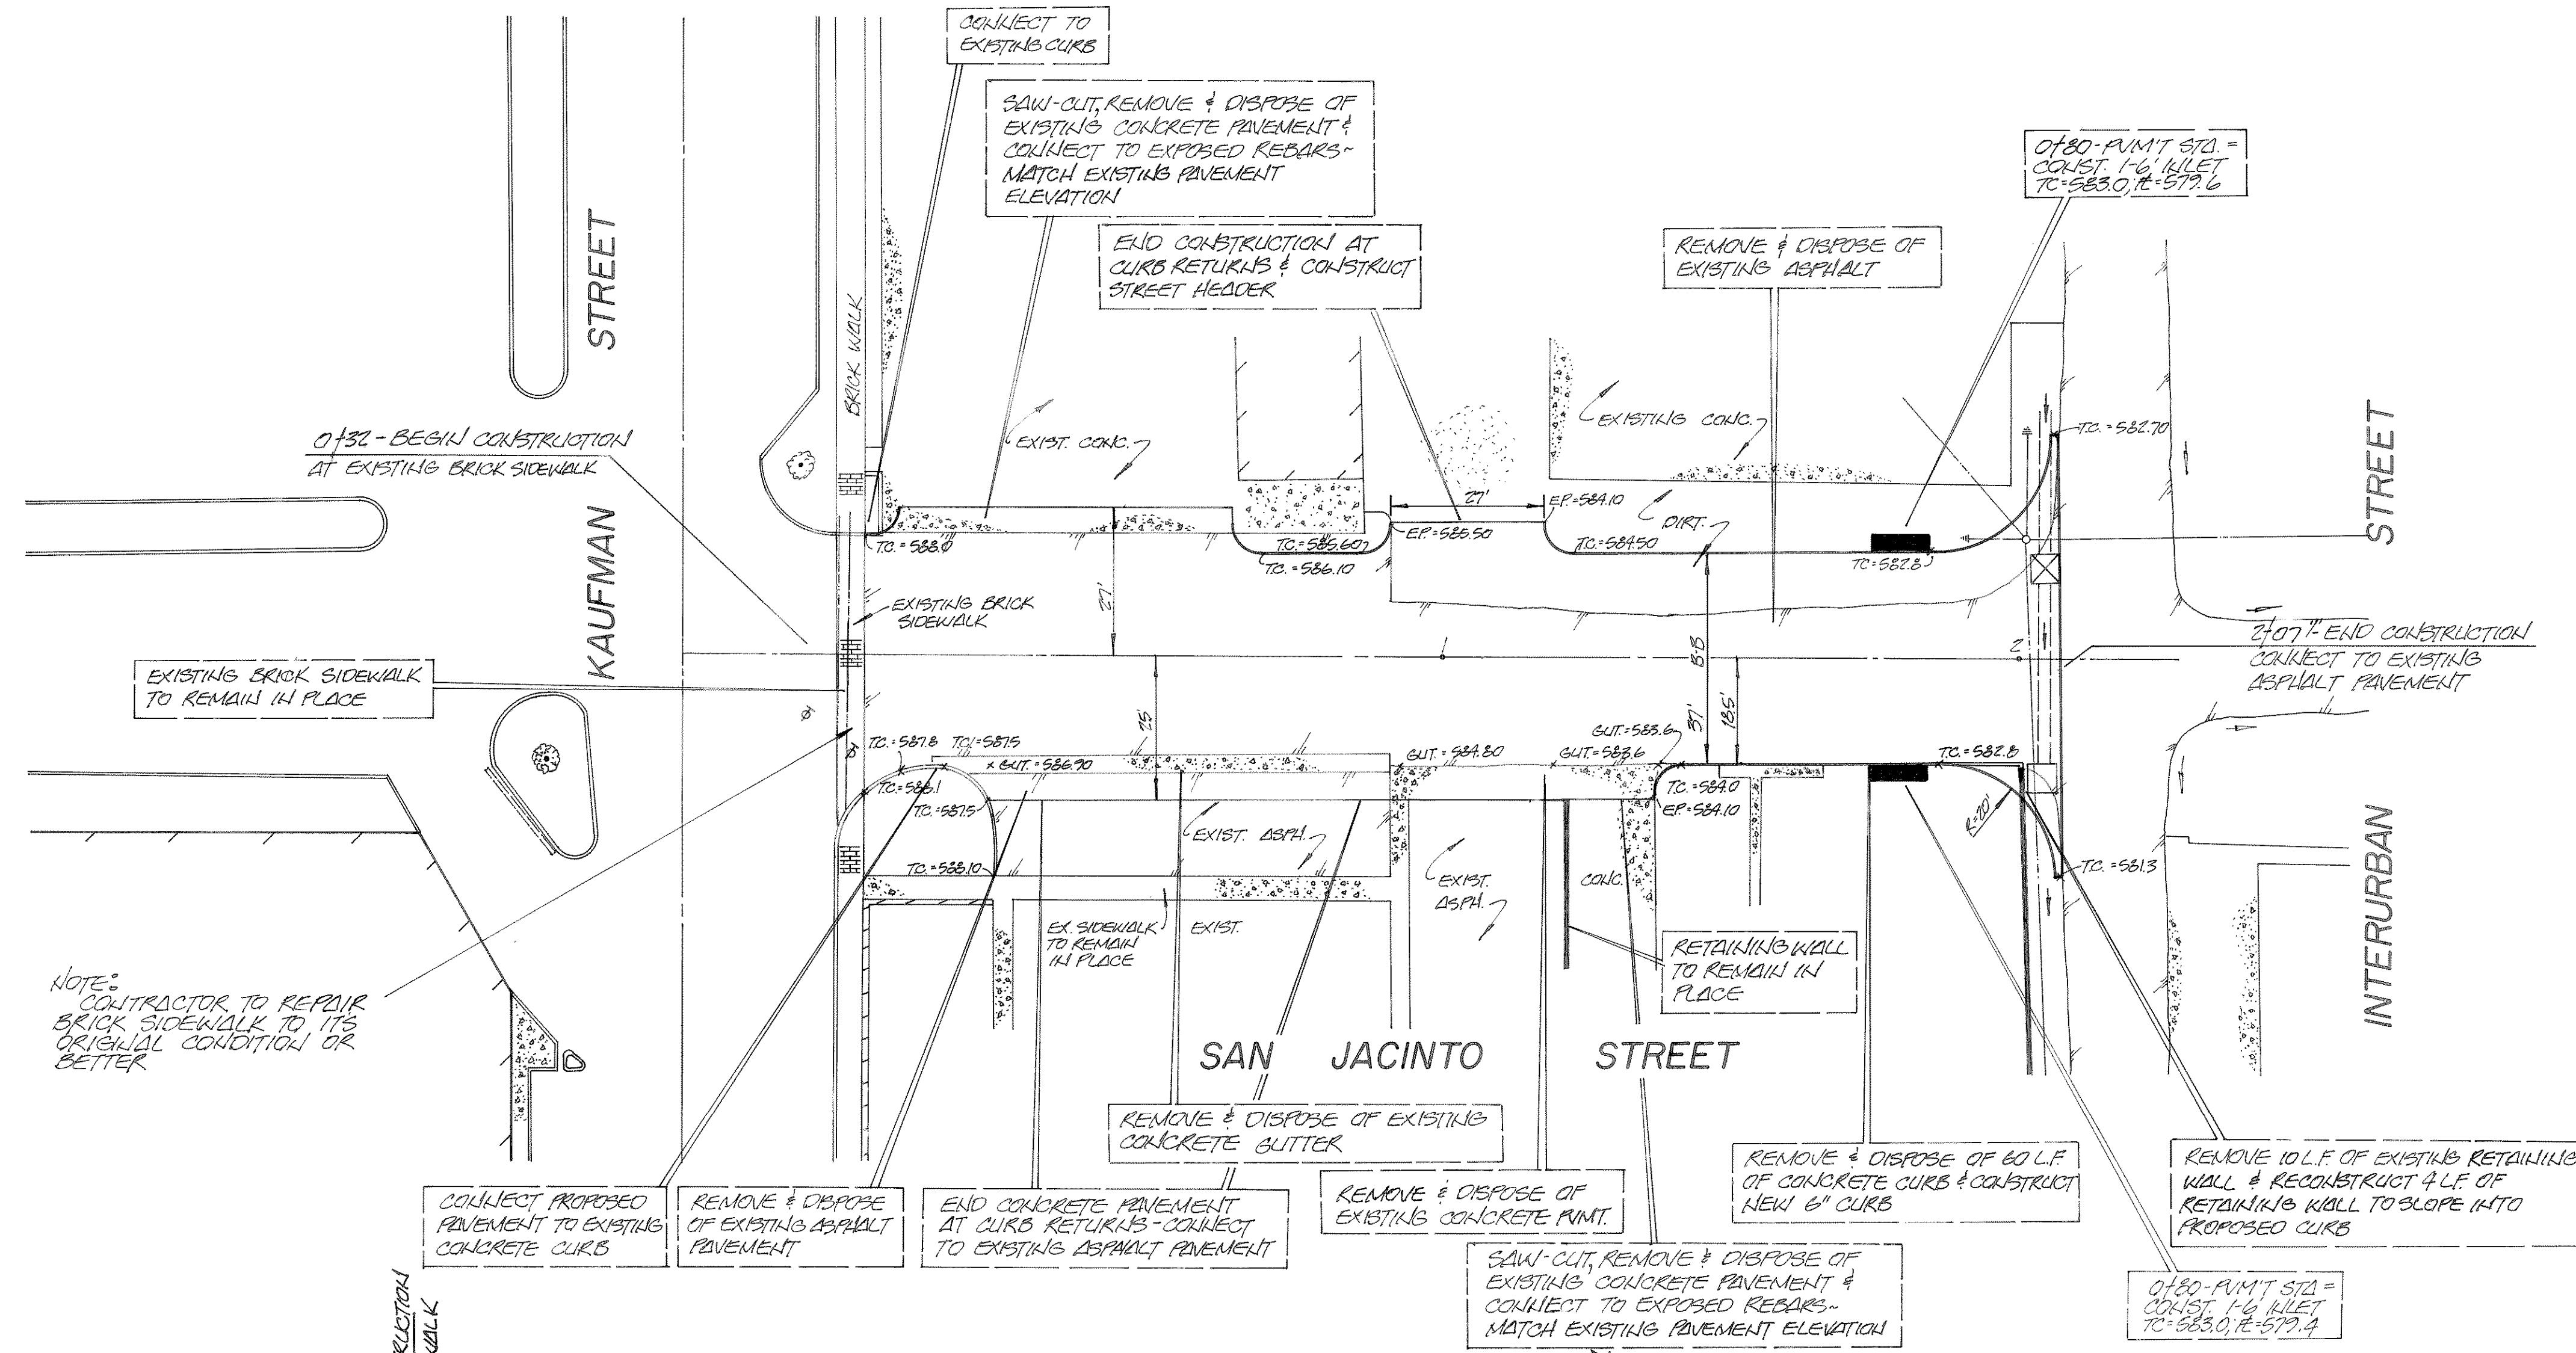 CONNECT TO
EXISTING CURB
SAW-CUT, REMOVE & DISPOSE OF
EXISTING CONCRETE PAVEMENT &
CONNECT TO EXPOSED REBARS~
MATCH EXISTING PAVEMENT
ELEVATION
END CONSTRUCTION AT
CURB RETURNS & CONSTRUCT
STREET HEADER
REMOVE & DISPOSE OF
EXISTING ASPHALT
0+80-PVM'T STA. =
CONST. 1-6' INLET
TC=583.0, FL=579.6
STREET
KAUFMAN
BRICK WALK
0+32-BEGIN CONSTRUCTION
AT EXISTING BRICK SIDEWALK
EXIST. CONC.
EXISTING CONC.
27'
E.P.=584.10
DIRT.
E.P.=585.50
T.C.=588.0
T.C.=585.60
T.C.=586.10
T.C.=584.50
TC=582.8
T.C.=582.70
STREET
INTERURBAN
EXISTING BRICK
SIDEWALK
27'
EXISTING BRICK SIDEWALK
TO REMAIN IN PLACE
1
2
B-B
37'
18.5'
25'
2+07"-END CONSTRUCTION
CONNECT TO EXISTING
ASPHALT PAVEMENT
T.C.=587.8
T.C.=587.5
GUT.=586.90
T.C.=588.1
T.C.=587.5
T.C.=588.10
GUT.=584.80
GUT.=583.6
GUT.=583.6
T.C.=584.0
E.P.=584.10
T.C.=582.8
R=20'
T.C.=581.3
EXIST. ASPH.
EXIST.
ASPH.
CONC.
EX. SIDEWALK
TO REMAIN
IN PLACE
EXIST.
RETAINING WALL
TO REMAIN IN
PLACE
NOTE:
CONTRACTOR TO REPAIR
BRICK SIDEWALK TO ITS
ORIGINAL CONDITION OR
BETTER
SAN JACINTO STREET
REMOVE & DISPOSE OF EXISTING
CONCRETE GUTTER
CONNECT PROPOSED
PAVEMENT TO EXISTING
CONCRETE CURB
REMOVE & DISPOSE
OF EXISTING ASPHALT
PAVEMENT
END CONCRETE PAVEMENT
AT CURB RETURNS-CONNECT
TO EXISTING ASPHALT PAVEMENT
REMOVE & DISPOSE OF
EXISTING CONCRETE PVMT.
REMOVE & DISPOSE OF 60 L.F.
OF CONCRETE CURB & CONSTRUCT
NEW 6" CURB
REMOVE 10 L.F. OF EXISTING RETAINING
WALL & RECONSTRUCT 4 L.F. OF
RETAINING WALL TO SLOPE INTO
PROPOSED CURB
SAW-CUT, REMOVE & DISPOSE OF
EXISTING CONCRETE PAVEMENT &
CONNECT TO EXPOSED REBARS~
MATCH EXISTING PAVEMENT ELEVATION
0+80-PVM'T STA =
CONST. 1-6' INLET
TC=583.0, FL=579.4
RUCTION
WALK